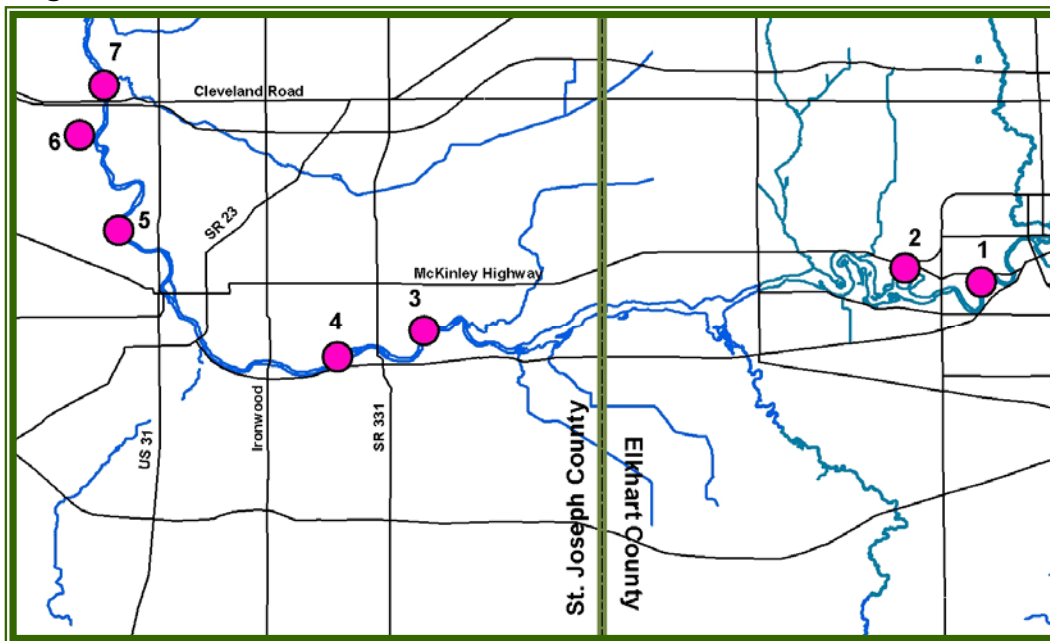 7
Cleveland Road
6
5
SR 23
2
1
McKinley Highway
3
4
Ironwood
SR 331
US 31
St. Joseph County
Elkhart County